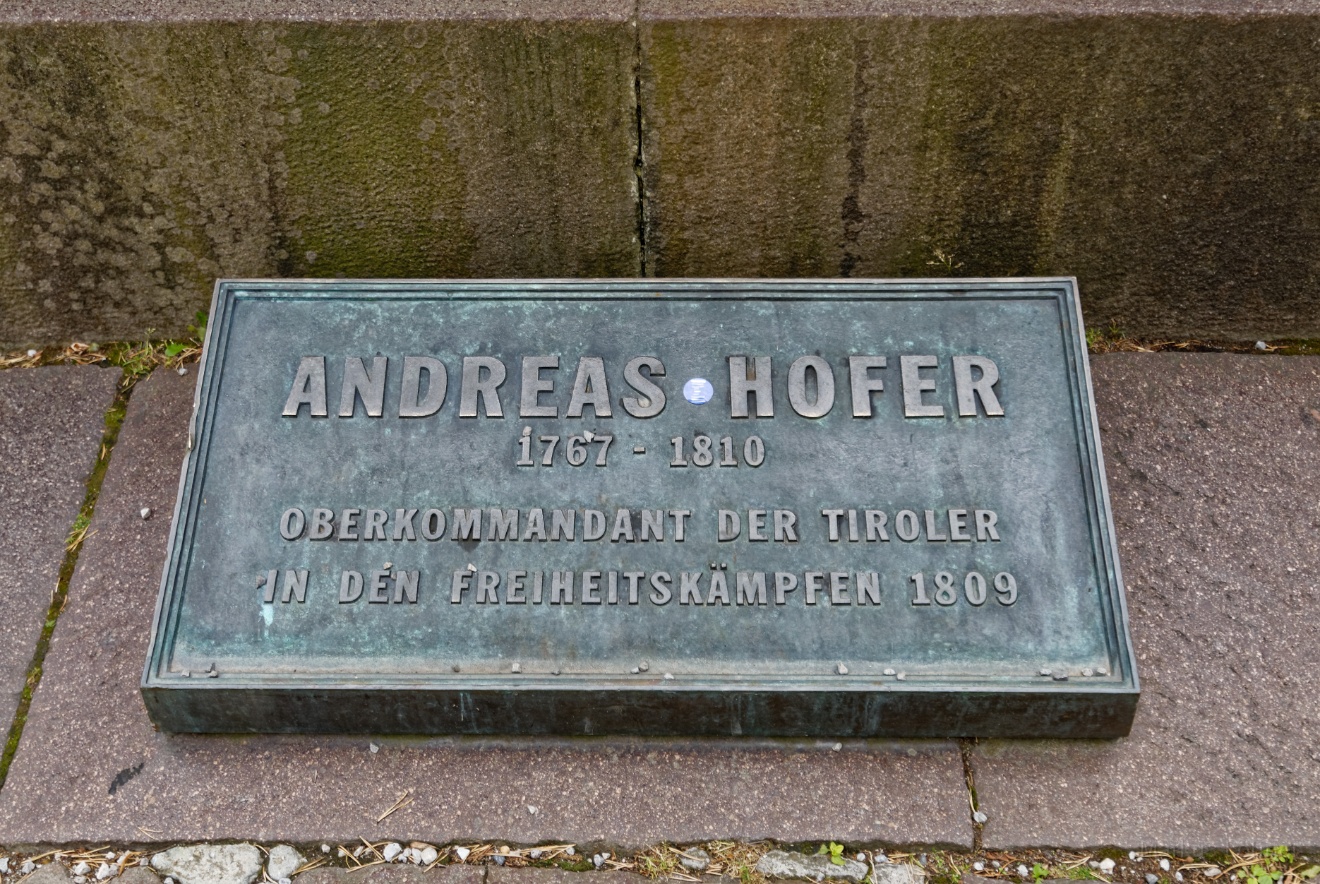 ANDREAS HOFER
1767 - 1810
OBERKOMMANDANT DER TIROLER
IN DEN FREIHEITSKÄMPFEN 1809